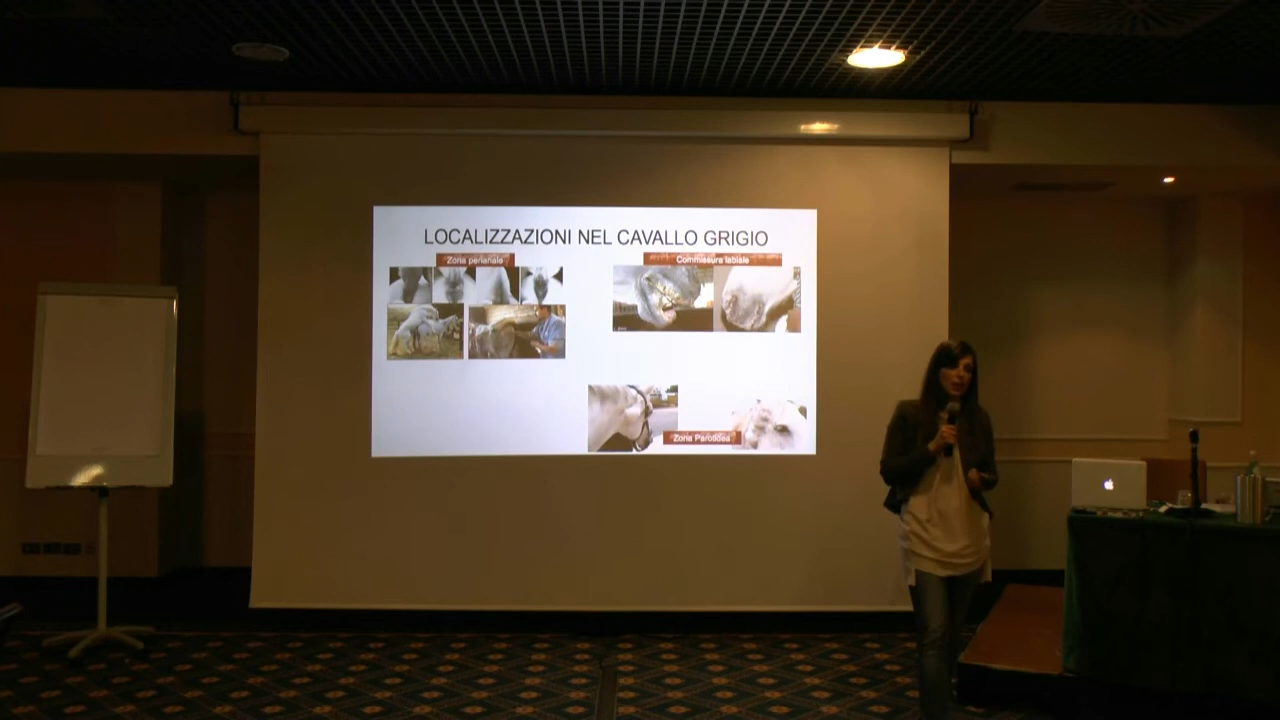 LOCALIZZAZIONI NEL CAVALLO GRIGIO
Zona perianale
Commissura labiale
Zona Parotidea